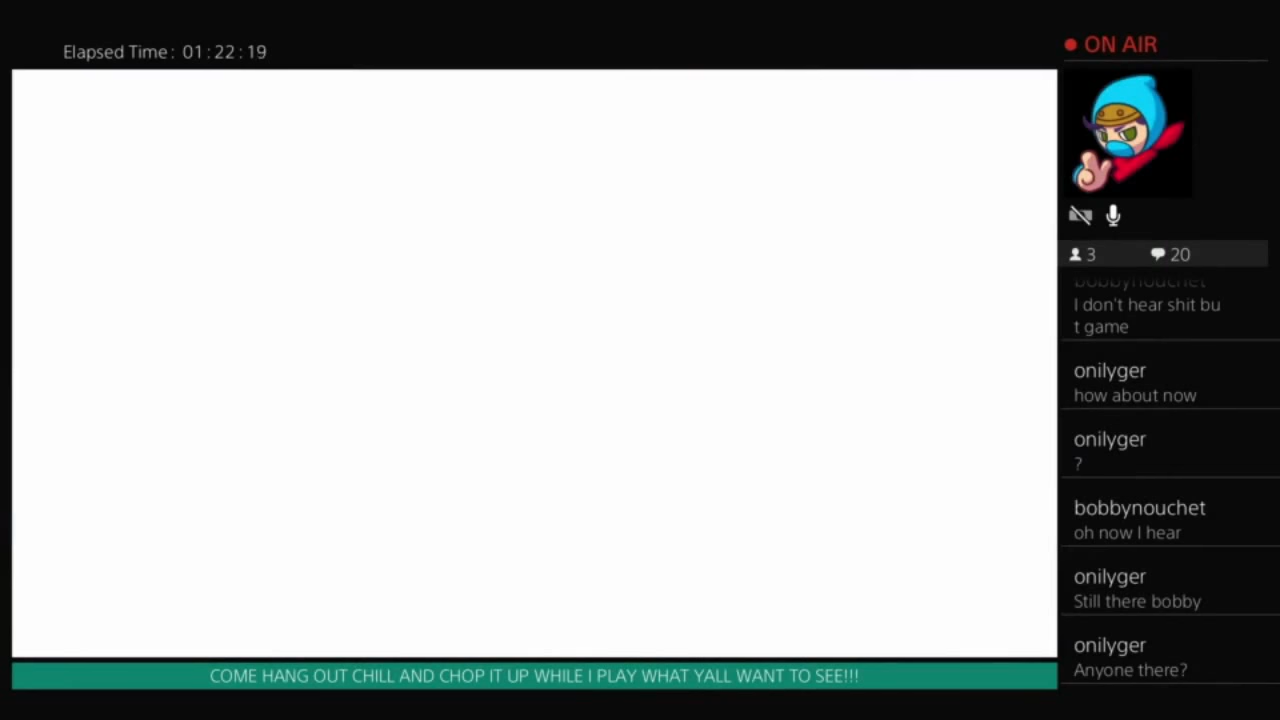 Elapsed Time: 01:22:19
ON AIR
3 20
bobbynouchet
I don't hear shit bu
t game
onilyger
how about now
onilyger
?
bobbynouchet
oh now I hear
onilyger
Still there bobby
onilyger
Anyone there?
COME HANG OUT CHILL AND CHOP IT UP WHILE I PLAY WHAT YALL WANT TO SEE!!!